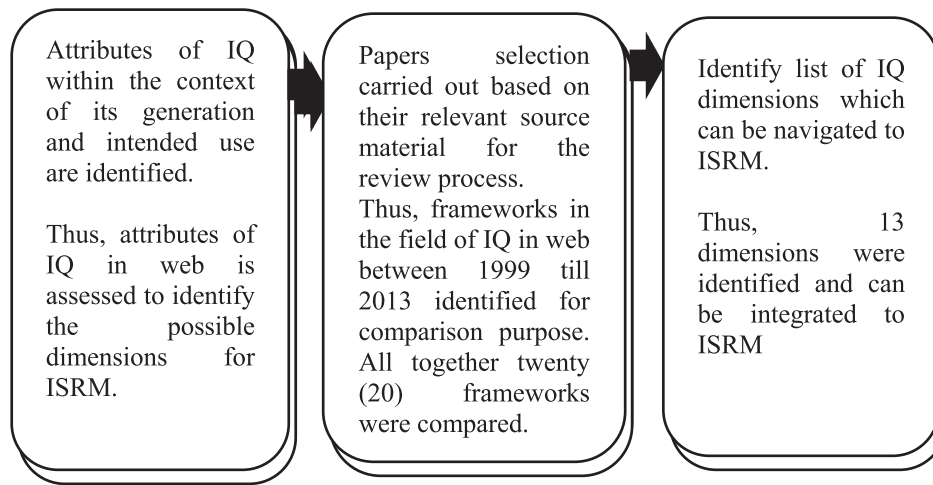 Attributes of IQ
within the context
of its generation
and intended use
are identified.
Thus, attributes of
IQ in web is
assessed to identify
the possible
dimensions for
ISRM.
Papers selection
carried out based on
their relevant source
material for the
review process.
Thus, frameworks in
the field of IQ in web
between 1999 till
2013 identified for
comparison purpose.
All together twenty
(20) frameworks
were compared.
Identify list of IQ
dimensions which
can be navigated to
ISRM.
Thus, 13
dimensions were
identified and can
be integrated to
ISRM